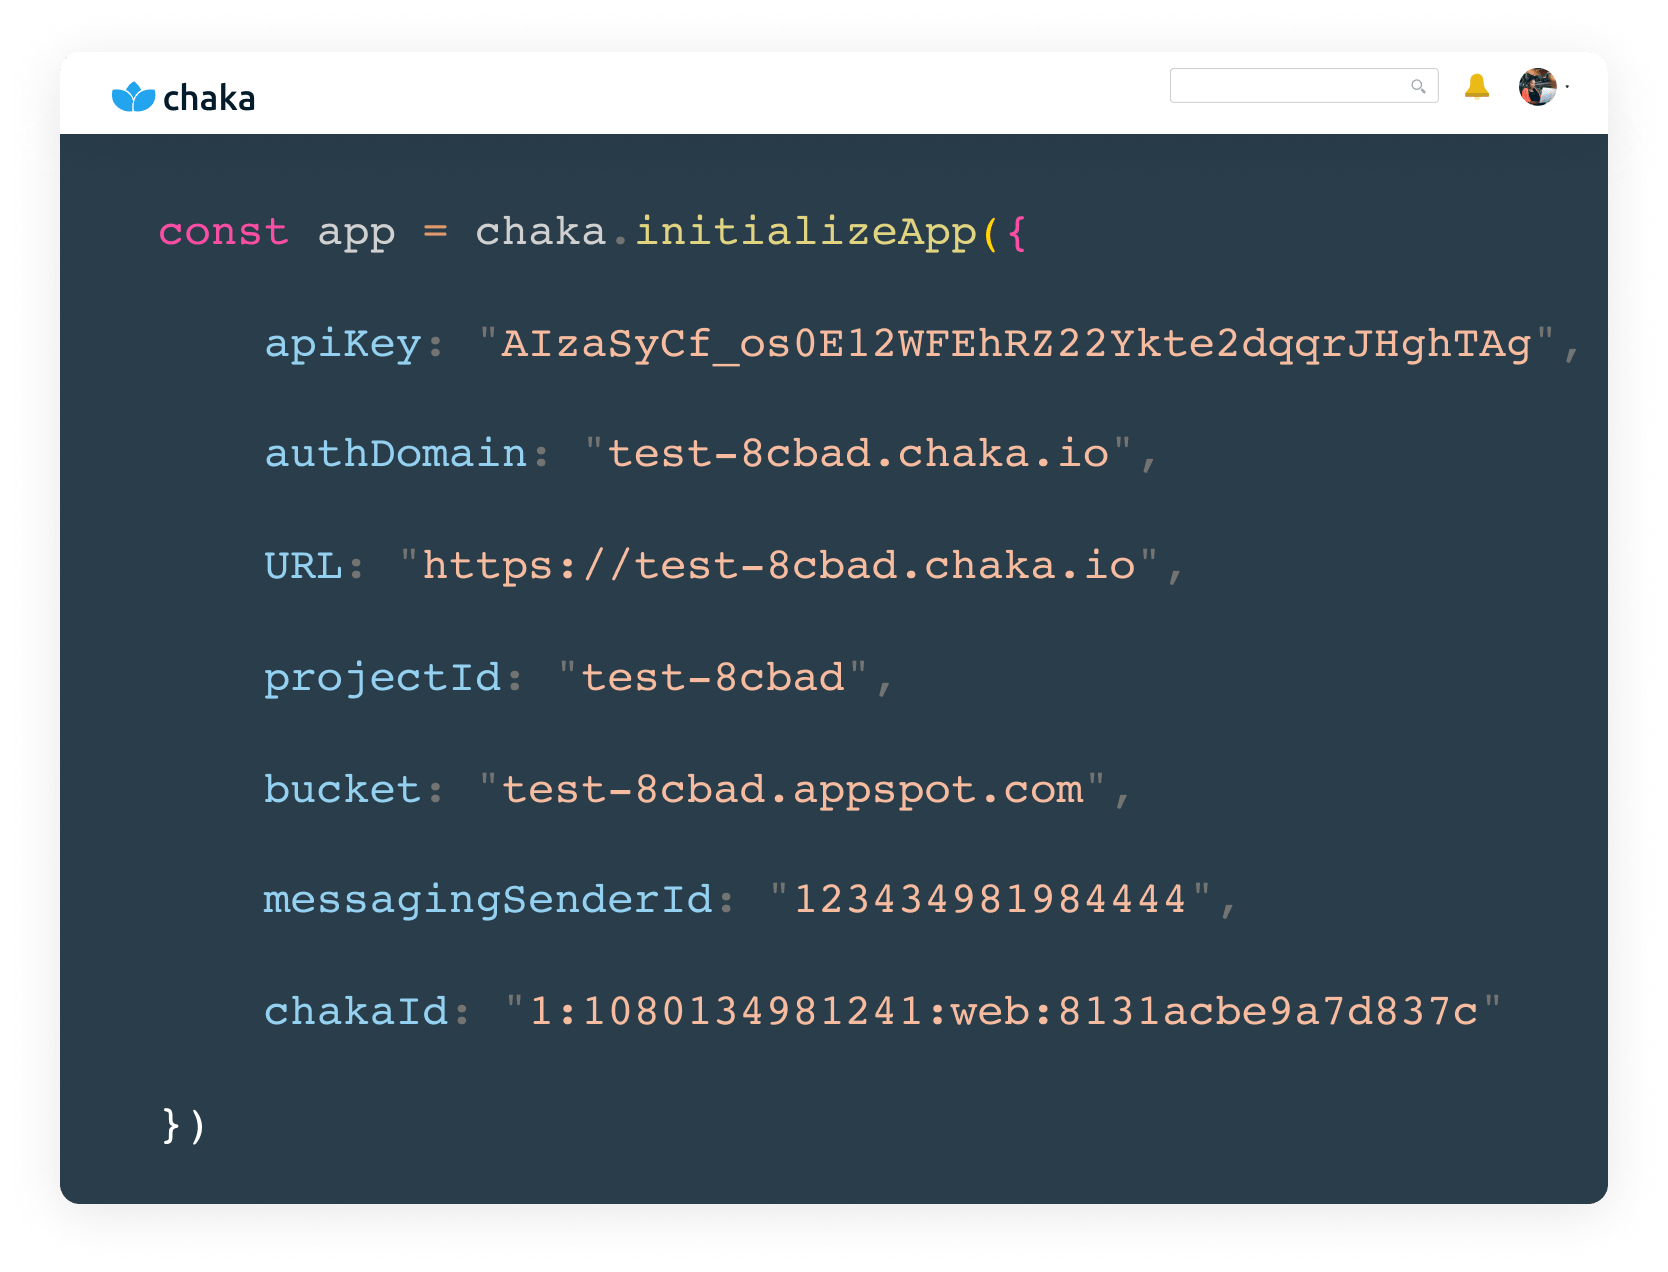 chaka
const app = chaka.initializeApp({
apiKey: "AIzaSyCf_os0E12WFEhRZ22Ykte2dqqrJHghTAg",
authDomain: "test-8cbad.chaka.io",
URL: "https://test-8cbad.chaka.io",
projectId: "test-8cbad",
bucket: "test-8cbad.appspot.com",
messagingSenderId: "123434981984444",
chakaId: "1:1080134981241:web:8131acbe9a7d837c"
})